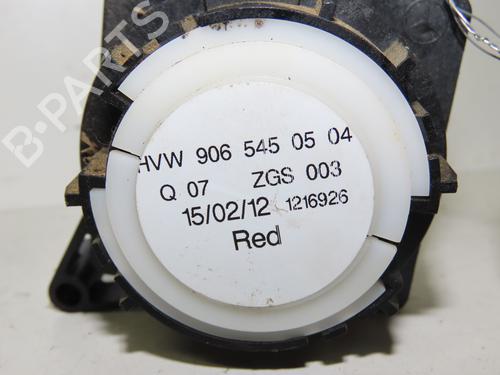 HVW 906 545 05 04
Q 07 ZGS 003
15/02/12 1216926
Red
B-PARTS